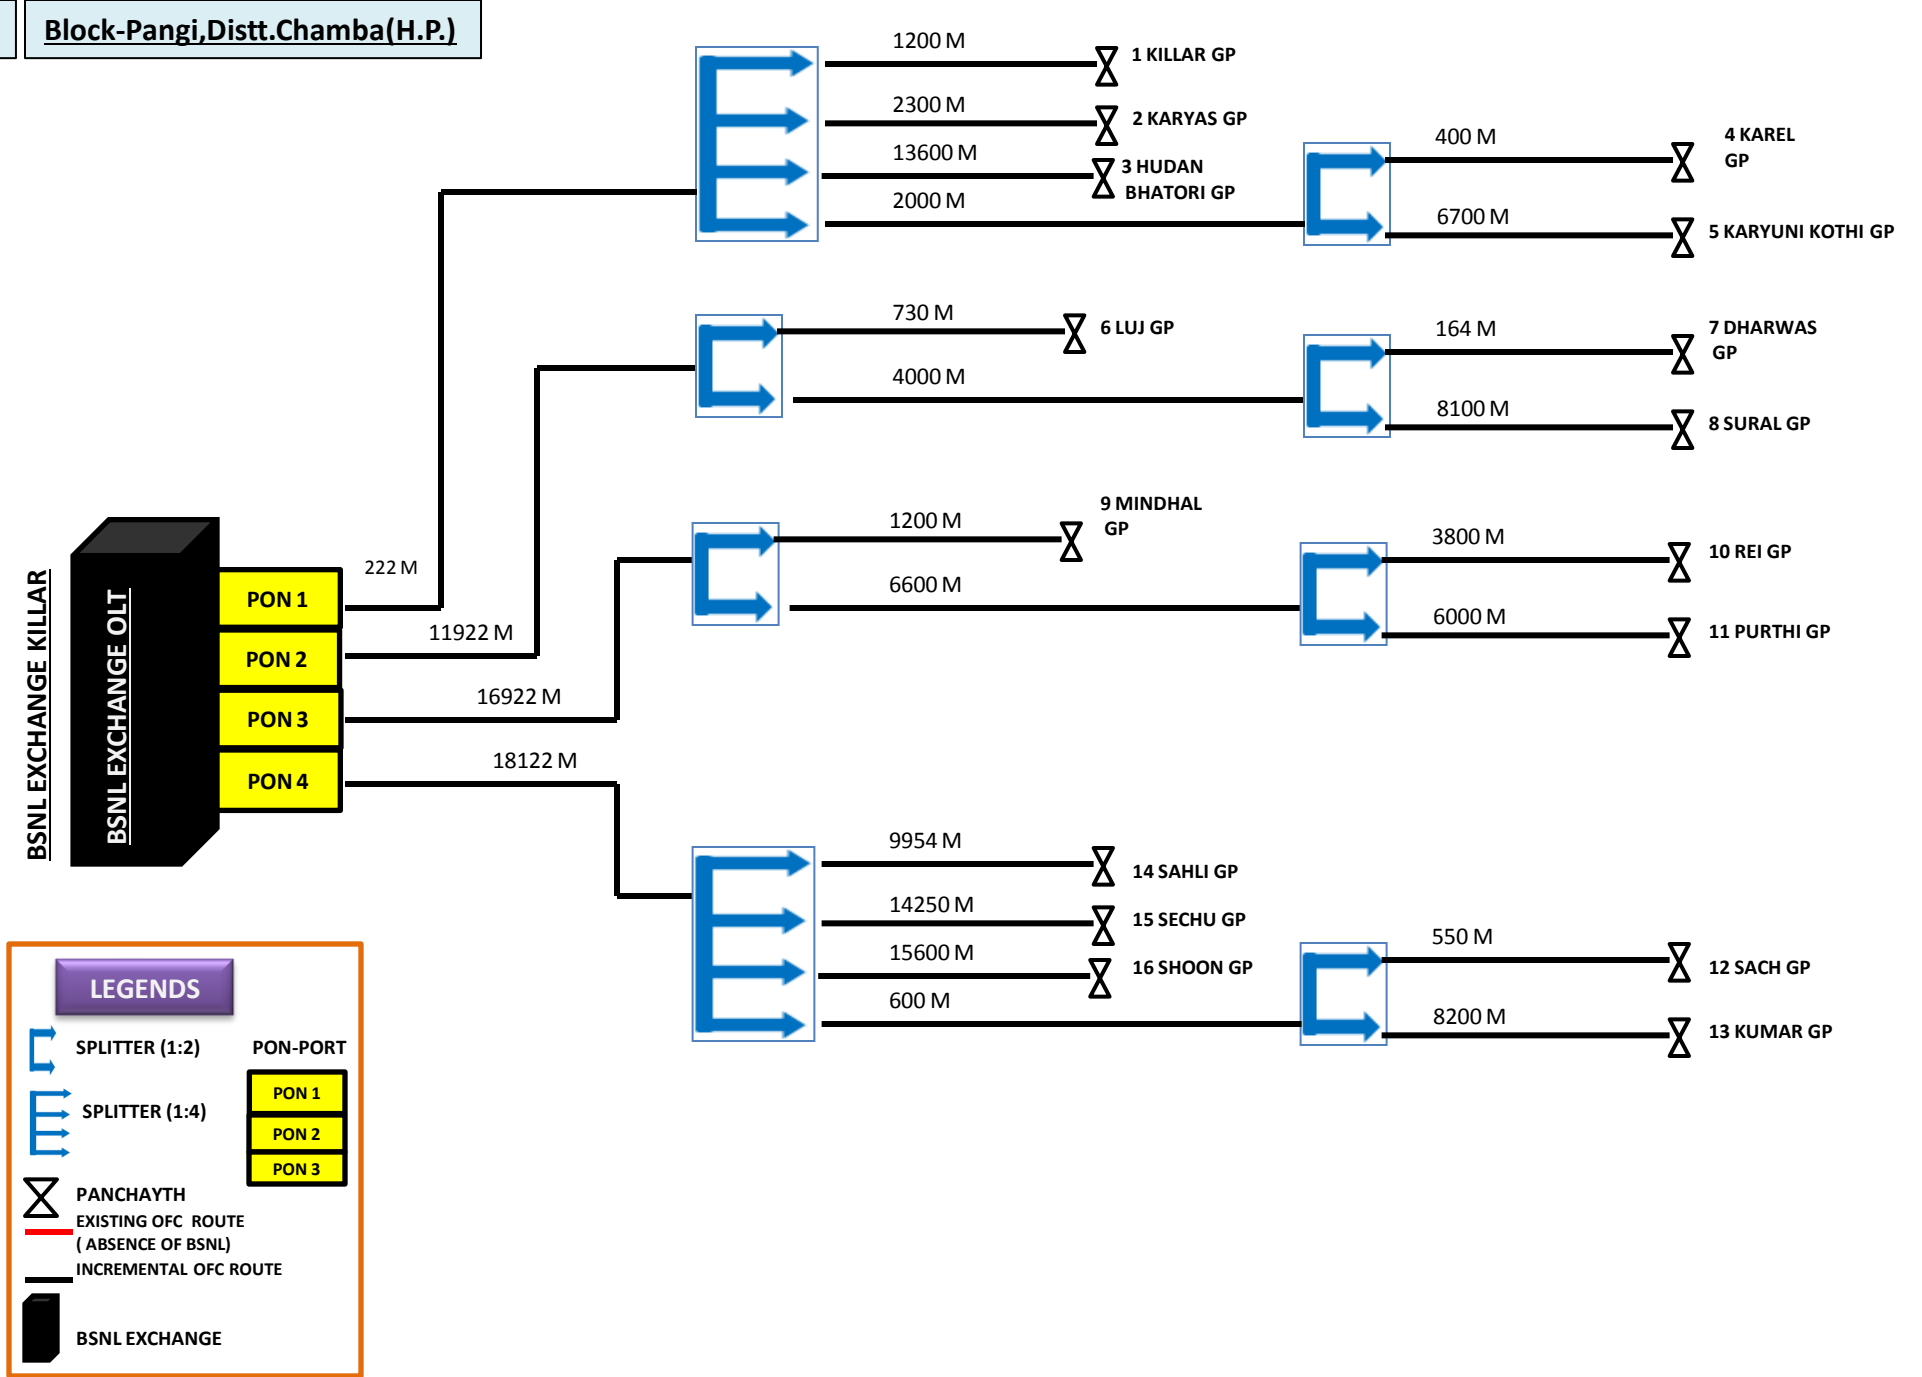 Block-Pangi,Distt.Chamba(H.P.)
1200 M
1 KILLAR GP
2300 M
2 KARYAS GP
13600 M
3 HUDAN
BHATORI GP
2000 M
400 M
4 KAREL
GP
6700 M
5 KARYUNI KOTHI GP
730 M
6 LUJ GP
4000 M
164 M
7 DHARWAS
GP
8100 M
8 SURAL GP
1200 M
9 MINDHAL
GP
6600 M
3800 M
10 REI GP
6000 M
11 PURTHI GP
BSNL EXCHANGE KILLAR
BSNL EXCHANGE OLT
PON 1
PON 2
PON 3
PON 4
222 M
11922 M
16922 M
18122 M
9954 M
14 SAHLI GP
14250 M
15 SECHU GP
15600 M
16 SHOON GP
600 M
550 M
12 SACH GP
8200 M
13 KUMAR GP
LEGENDS
SPLITTER (1:2)
PON-PORT
SPLITTER (1:4)
PON 1
PON 2
PON 3
PANCHAYTH
EXISTING OFC ROUTE
( ABSENCE OF BSNL)
INCREMENTAL OFC ROUTE
BSNL EXCHANGE